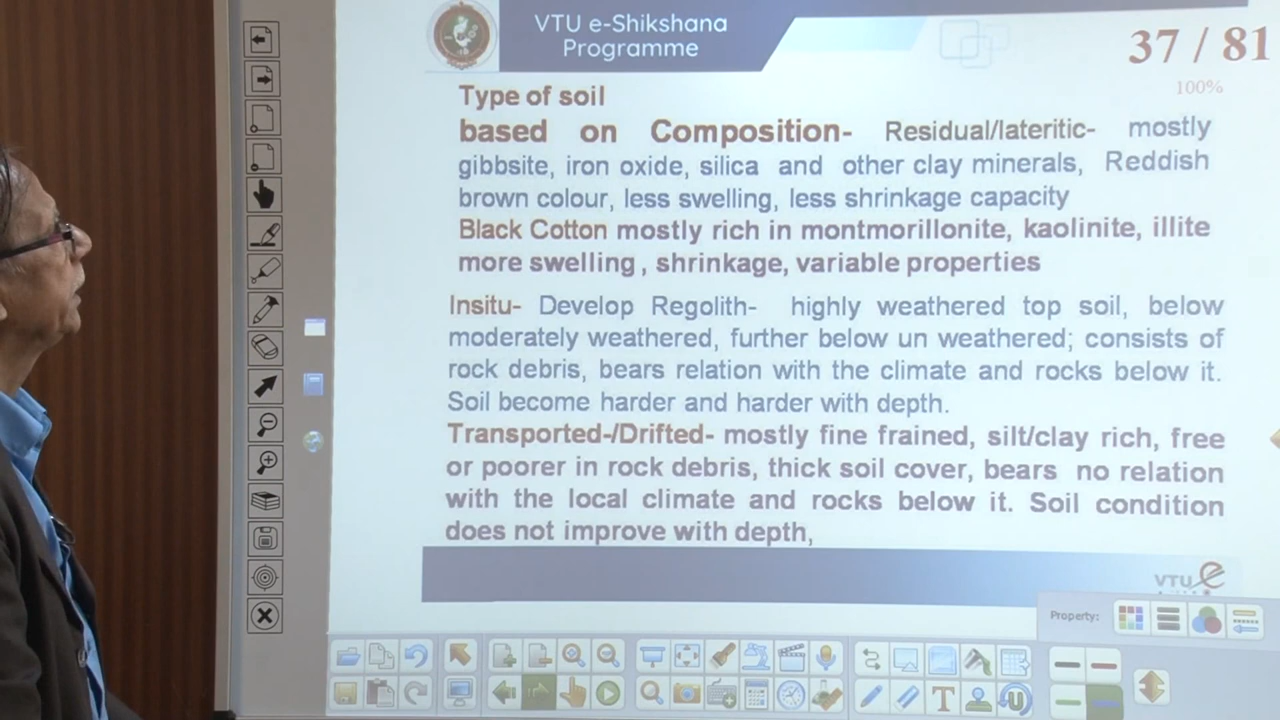 VTU e-Shikshana
Programme
37 / 81
100%
Type of soil
based on Composition- Residual/lateritic- mostly
gibbsite, iron oxide, silica and other clay minerals, Reddish
brown colour, less swelling, less shrinkage capacity
Black Cotton mostly rich in montmorillonite, kaolinite, illite
more swelling , shrinkage, variable properties
Insitu- Develop Regolith- highly weathered top soil, below
moderately weathered, further below un weathered; consists of
rock debris, bears relation with the climate and rocks below it.
Soil become harder and harder with depth.
Transported-/Drifted- mostly fine frained, silt/clay rich, free
or poorer in rock debris, thick soil cover, bears no relation
with the local climate and rocks below it. Soil condition
does not improve with depth,
VTU e
Property: